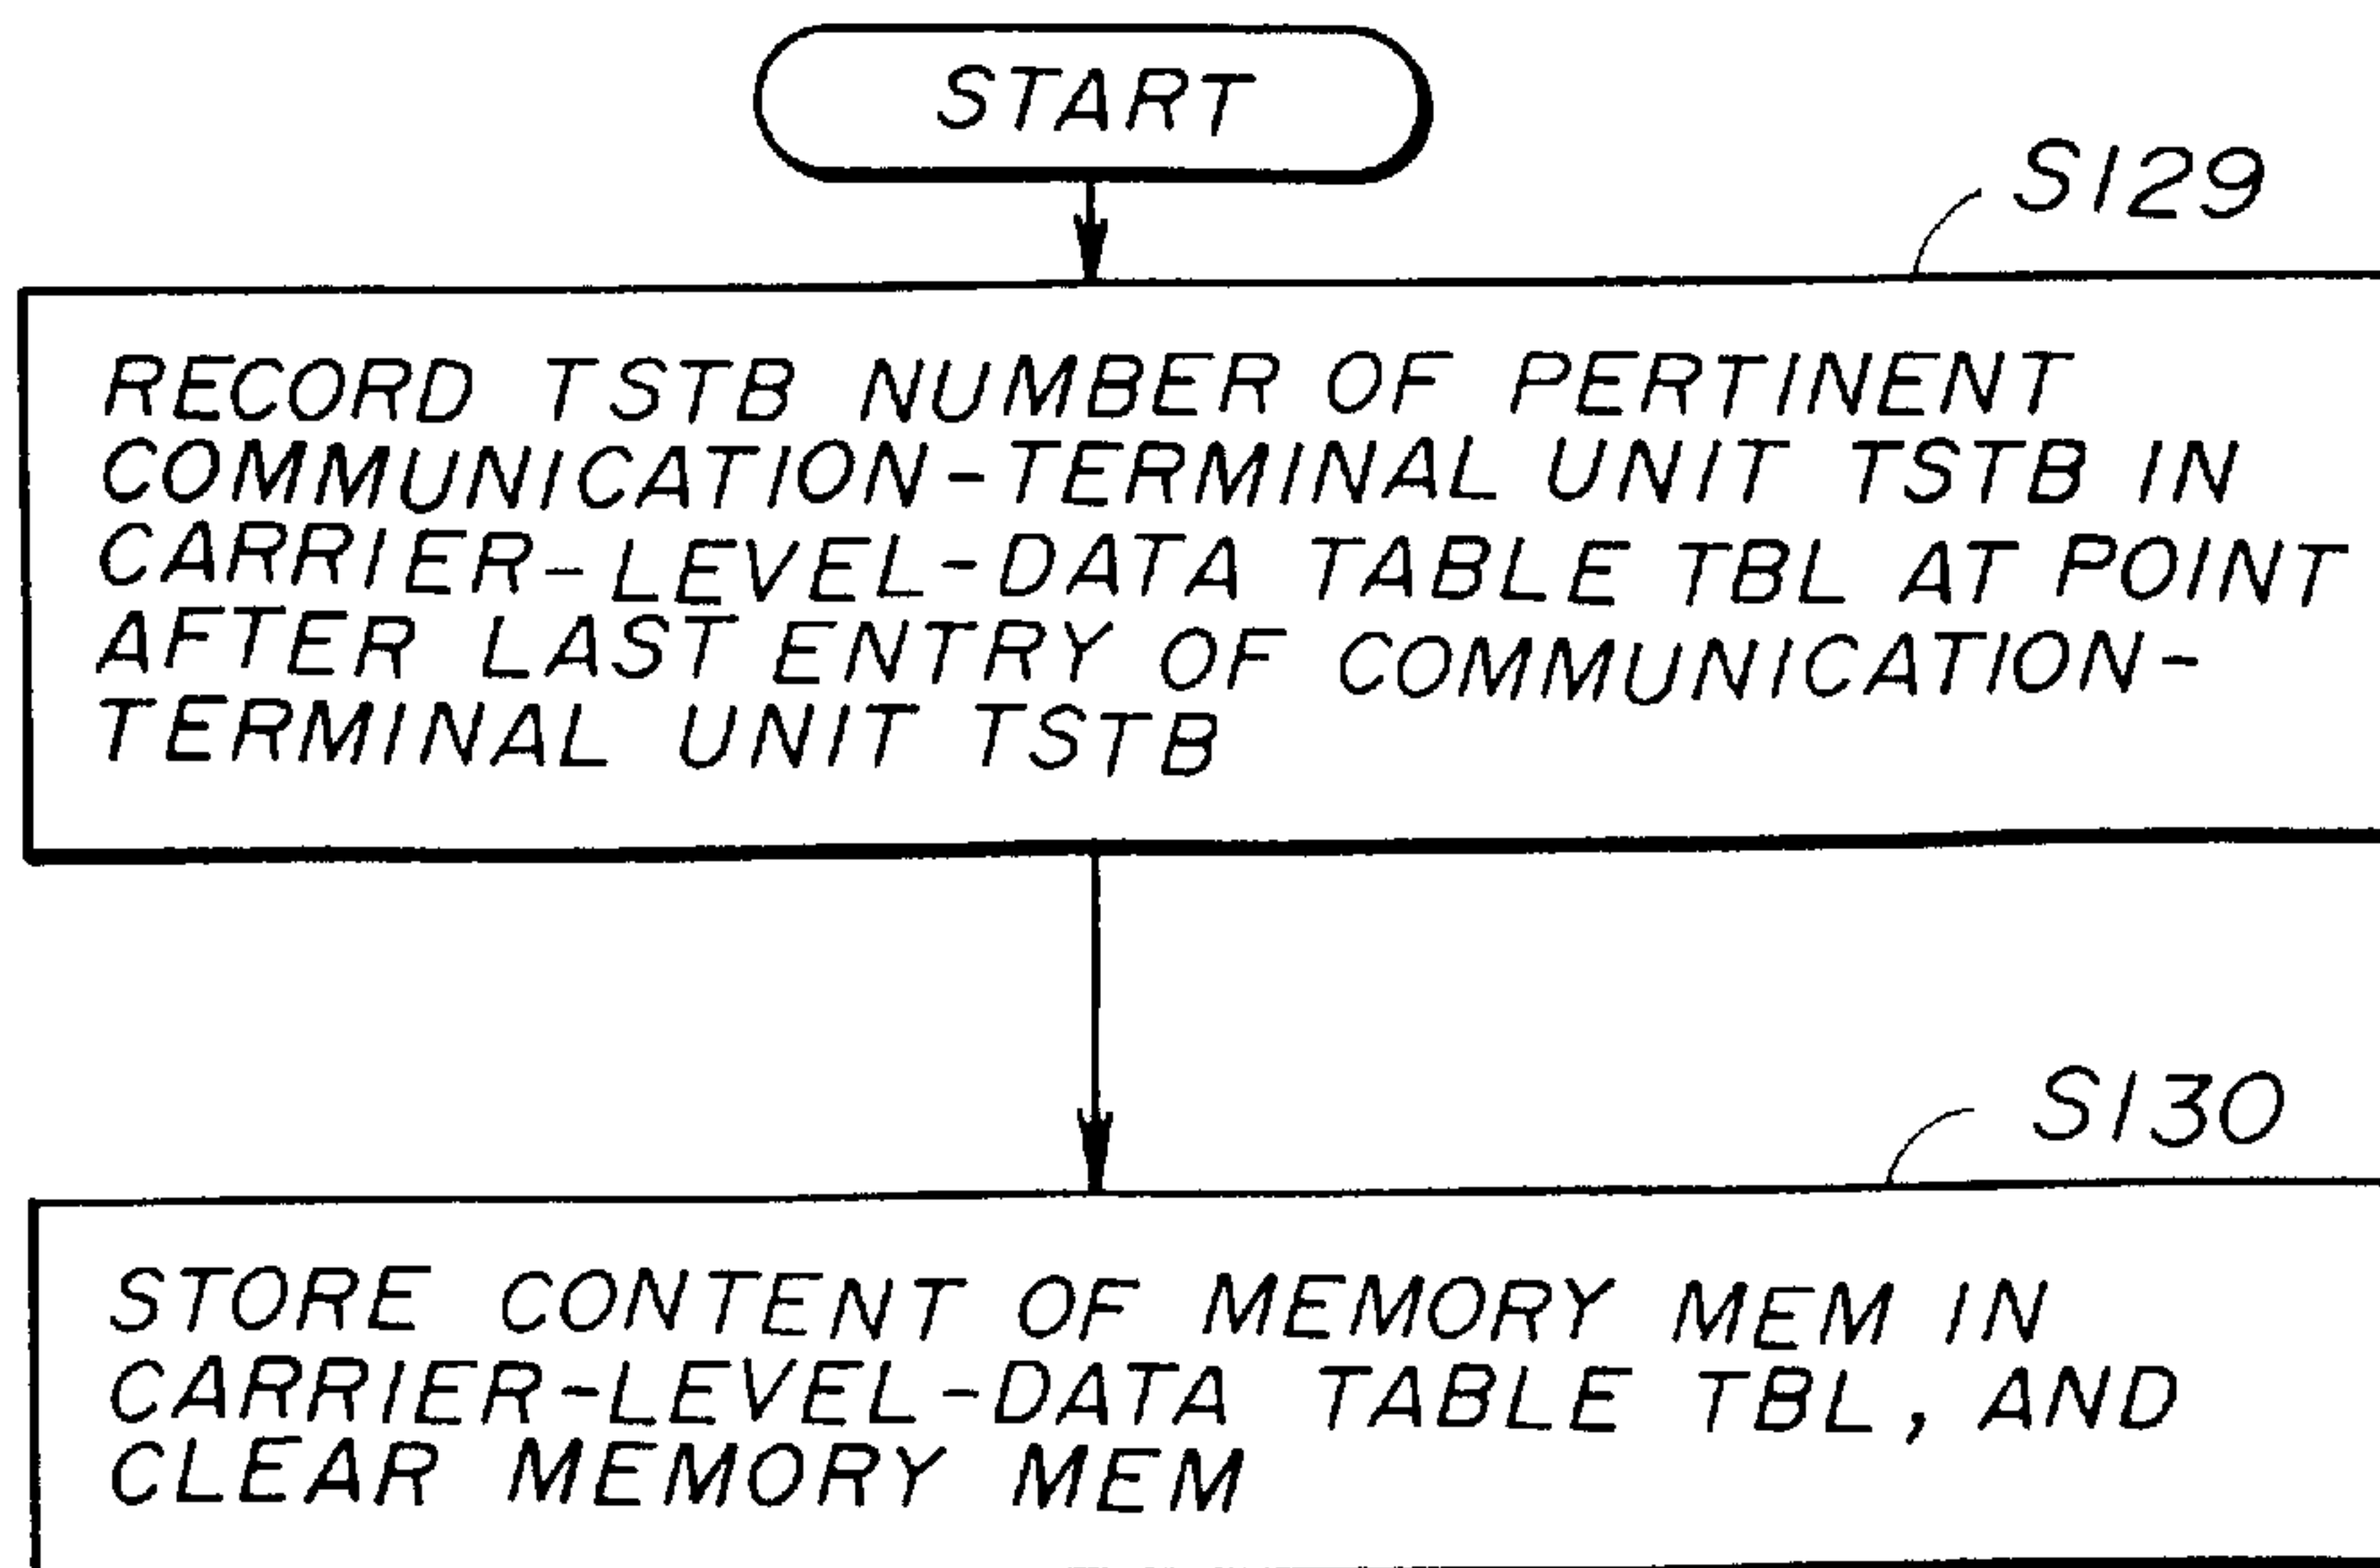 START
S129
RECORD TSTB NUMBER OF PERTINENT
COMMUNICATION-TERMINAL UNIT TSTB IN
CARRIER-LEVEL-DATA TABLE TBL AT POINT
AFTER LAST ENTRY OF COMMUNICATION-
TERMINAL UNIT TSTB
S130
STORE CONTENT OF MEMORY MEM IN
CARRIER-LEVEL-DATA TABLE TBL, AND
CLEAR MEMORY MEM